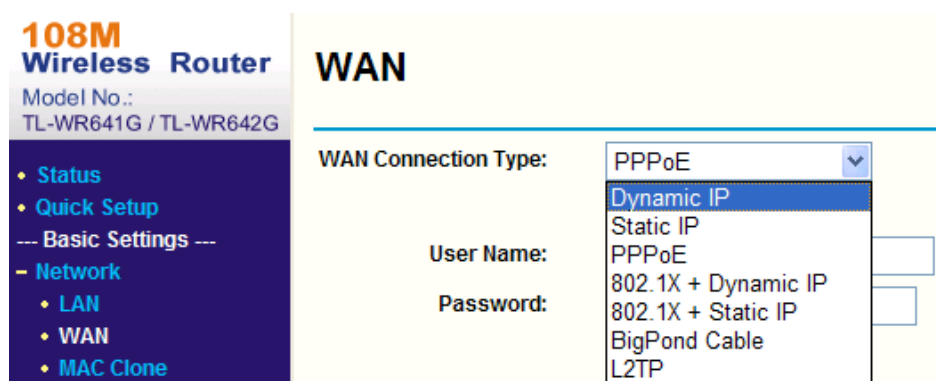 108M
Wireless Router
Model No.:
TL-WR641G / TL-WR642G
• Status
• Quick Setup
--- Basic Settings ---
– Network
• LAN
• WAN
• MAC Clone
WAN
WAN Connection Type:
PPPoE
Dynamic IP
Static IP
PPPoE
802.1X + Dynamic IP
802.1X + Static IP
BigPond Cable
L2TP
User Name:
Password: